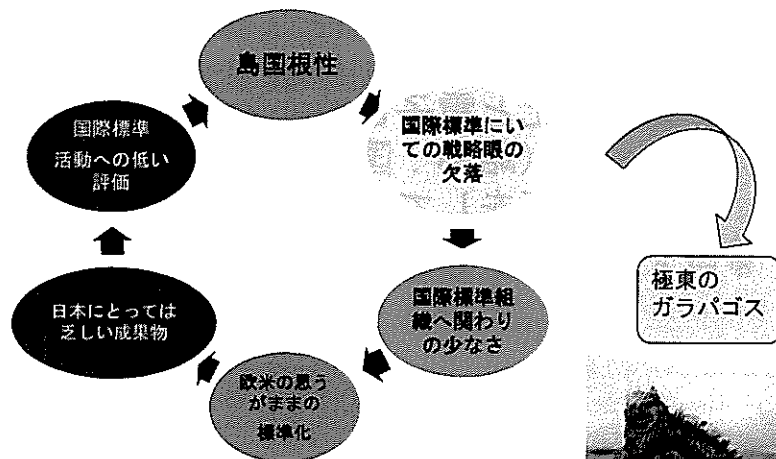 島国根性
国際標準にい
ての戦略眼の
欠落
国際標準組
織へ関わり
の少なさ
欧米の思う
がままの
標準化
日本にとっては
乏しい成果物
国際標準
活動への低い
評価
極東の
ガラパゴス